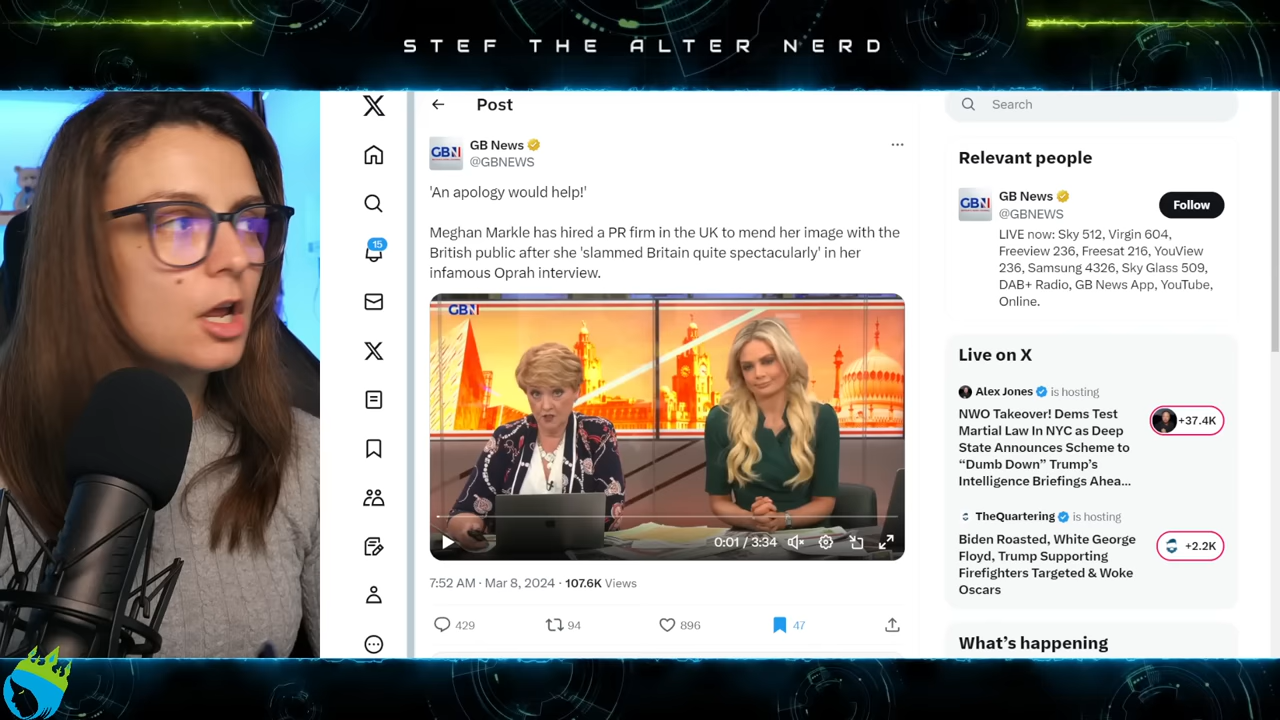 STEF THE ALTER NERD
Post
GBN
GB News
@GBNEWS
'An apology would help!'
Meghan Markle has hired a PR firm in the UK to mend her image with the
British public after she 'slammed Britain quite spectacularly' in her
infamous Oprah interview.
15
GBN
0:01 / 3:34
7:52 AM · Mar 8, 2024 · 107.6K Views
429
94
896
47
Search
Relevant people
GBN
GB News
@GBNEWS
Follow
LIVE now: Sky 512, Virgin 604,
Freeview 236, Freesat 216, YouView
236, Samsung 4326, Sky Glass 509,
DAB+ Radio, GB News App, YouTube,
Online.
Live on X
Alex Jones is hosting
NWO Takeover! Dems Test
Martial Law In NYC as Deep
State Announces Scheme to
“Dumb Down” Trump’s
Intelligence Briefings Ahea...
+37.4K
TheQuartering is hosting
Biden Roasted, White George
Floyd, Trump Supporting
Firefighters Targeted & Woke
Oscars
+2.2K
What’s happening